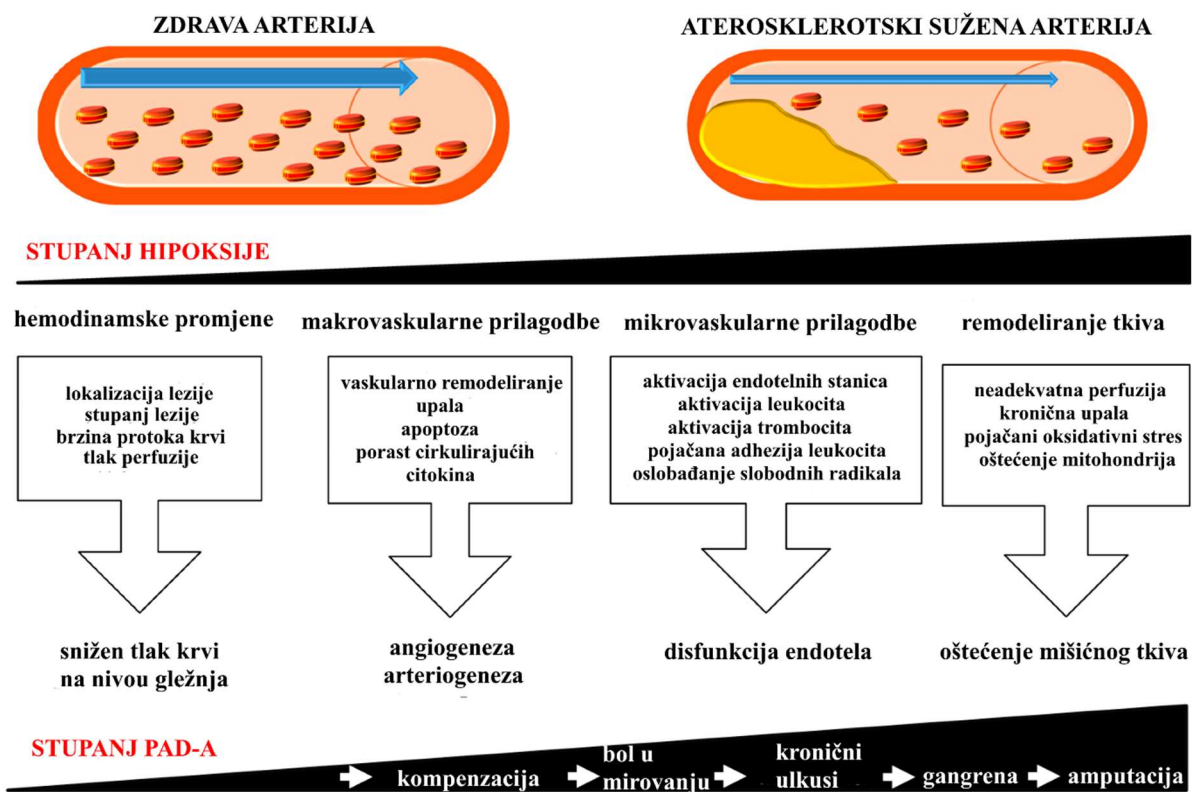 ZDRAVA ARTERIJA
ATEROSKLEROTSKI SUŽENA ARTERIJA
STUPANJ HIPOKSIJE
hemodinamske promjene
lokalizacija lezije
stupanj lezije
brzina protoka krvi
tlak perfuzije
snižen tlak krvi
na nivou gležnja
makrovaskularne prilagodbe
vaskularno remodeliranje
upala
apoptoza
porast cirkulirajućih
citokina
angiogeneza
arteriogeneza
mikrovaskularne prilagodbe
aktivacija endotelnih stanica
aktivacija leukocita
aktivacija trombocita
pojačana adhezija leukocita
oslobađanje slobodnih radikala
disfunkcija endotela
remodeliranje tkiva
neadekvatna perfuzija
kronična upala
pojačani oksidativni stres
oštećenje mitohondrija
oštećenje mišićnog tkiva
STUPANJ PAD-A
kompenzacija
bol u
mirovanju
kronični
ulkusi
gangrena
amputacija